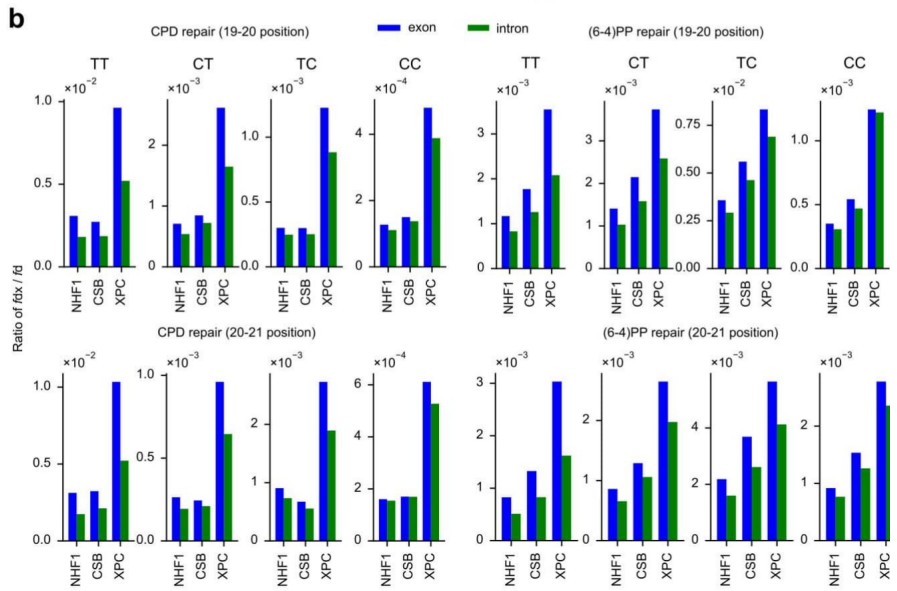 b
CPD repair (19-20 position)
exon
intron
(6-4)PP repair (19-20 position)
TT
CT
TC
CC
TT
CT
TC
CC
×10⁻²
×10⁻³
×10⁻³
×10⁻⁴
×10⁻³
×10⁻³
×10⁻²
×10⁻³
1.0
0.5
0.0
2
1
0
1.0
0.5
0.0
4
2
0
3
2
1
0
3
2
1
0
0.75
0.50
0.25
0.00
1.0
0.5
0.0
NHF1 CSB XPC
NHF1 CSB XPC
NHF1 CSB XPC
NHF1 CSB XPC
NHF1 CSB XPC
NHF1 CSB XPC
NHF1 CSB XPC
NHF1 CSB XPC
Ratio of fdx / fd
CPD repair (20-21 position)
(6-4)PP repair (20-21 position)
×10⁻²
×10⁻³
×10⁻³
×10⁻⁴
×10⁻³
×10⁻³
×10⁻³
×10⁻³
1.0
0.5
0.0
1.0
0.5
0.0
2
1
0
6
4
2
0
3
2
1
0
2
1
0
4
2
0
2
1
0
NHF1 CSB XPC
NHF1 CSB XPC
NHF1 CSB XPC
NHF1 CSB XPC
NHF1 CSB XPC
NHF1 CSB XPC
NHF1 CSB XPC
NHF1 CSB XPC